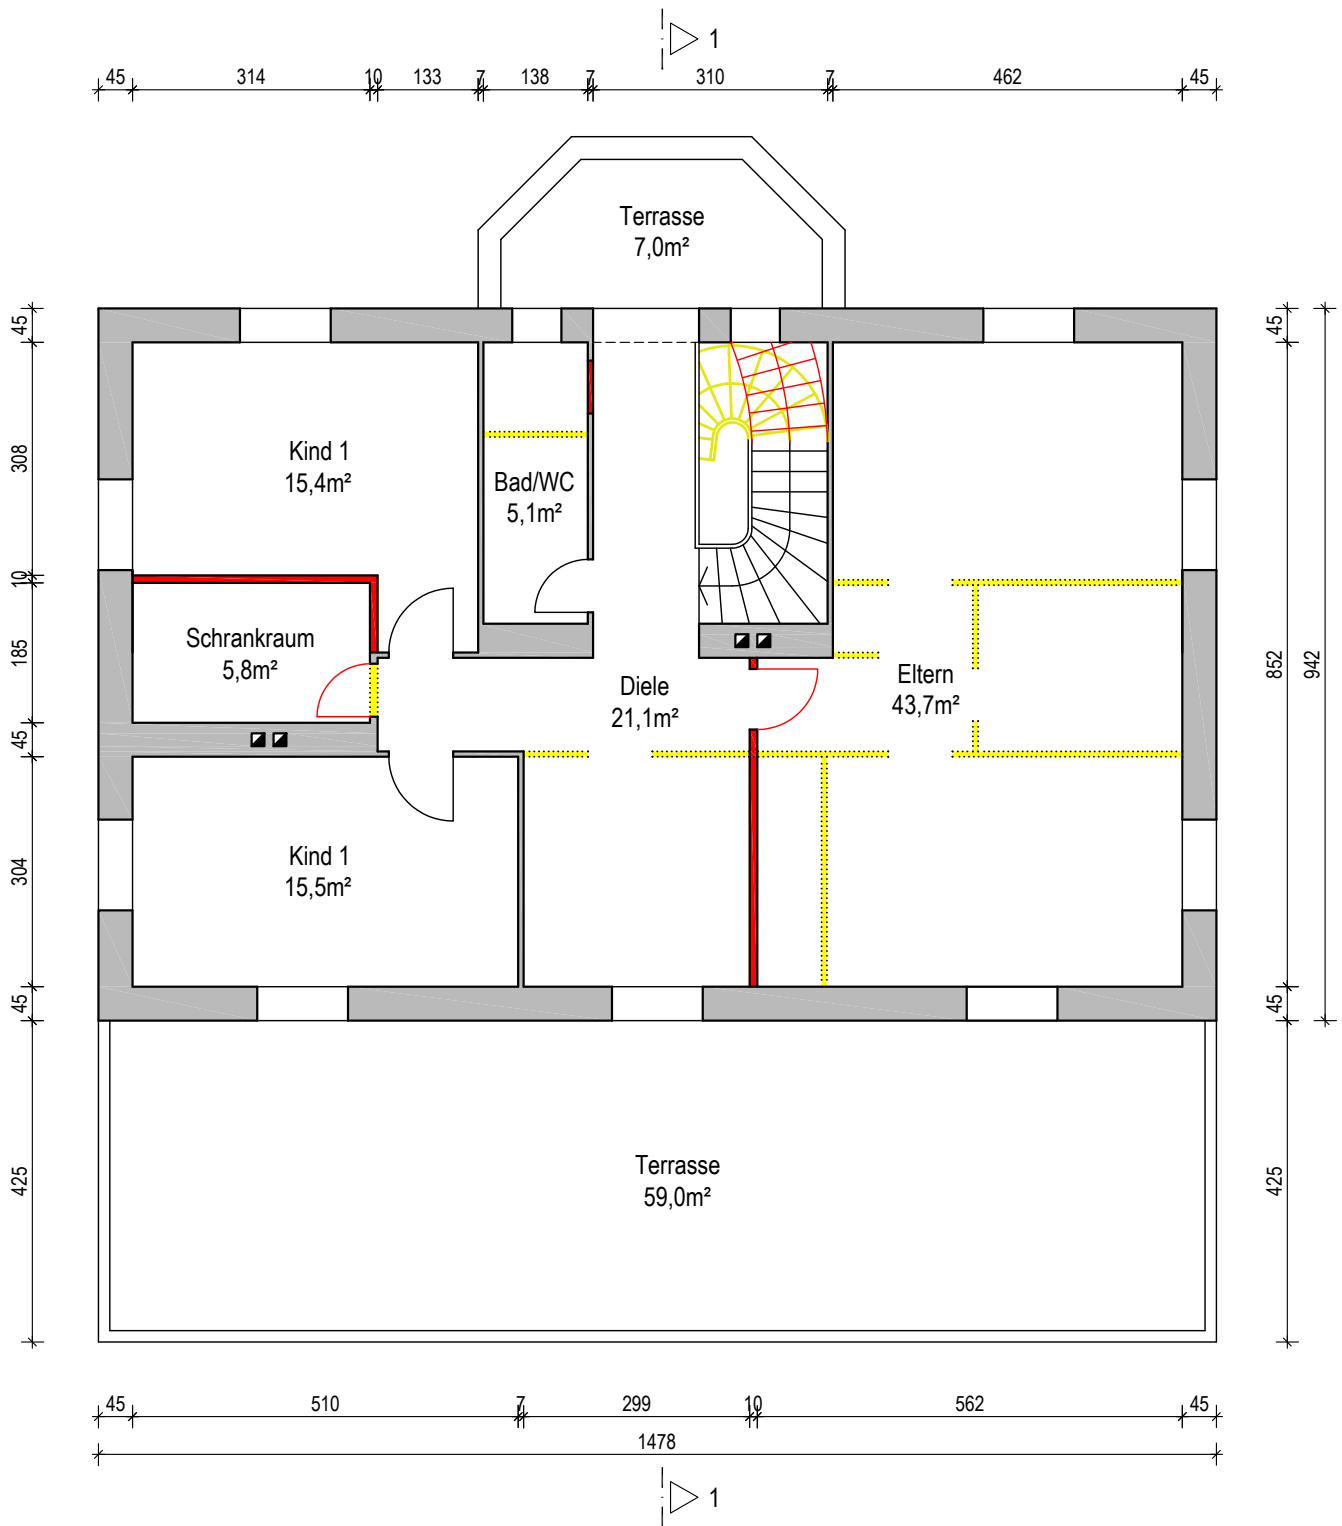 1
45 314 10 133 7 138 7 310 7 462 45
Terrasse
7,0m²
45
308
10
185
45
304
45
425
Kind 1
15,4m²
Bad/WC
5,1m²
Schrankraum
5,8m²
Diele
21,1m²
Eltern
43,7m²
Kind 1
15,5m²
45
852
942
45
425
Terrasse
59,0m²
45 510 7 299 10 562 45
1478
1